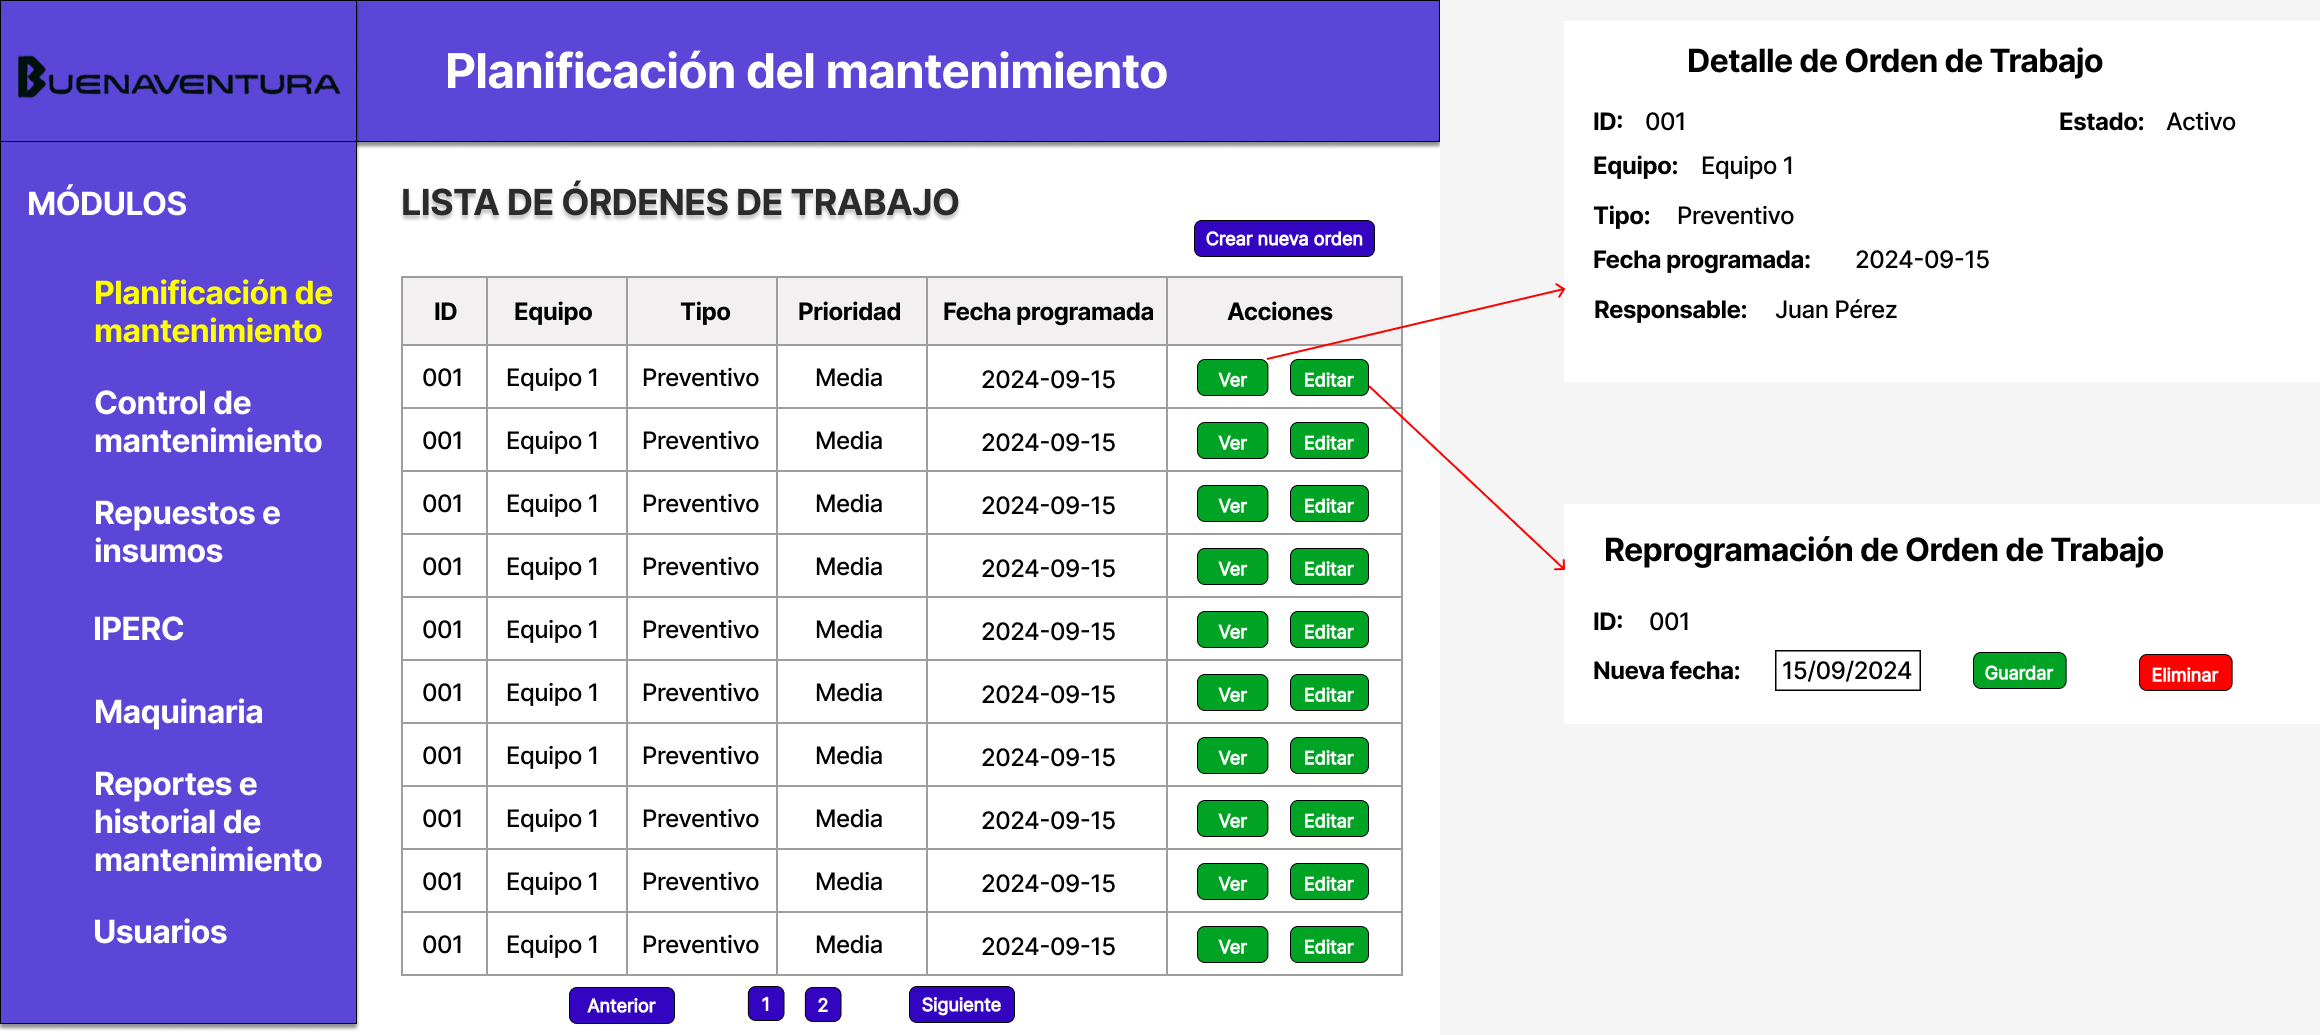 BUENAVENTURA
Planificación del mantenimiento
MÓDULOS
Planificación de
mantenimiento
Control de
mantenimiento
Repuestos e
insumos
IPERC
Maquinaria
Reportes e
historial de
mantenimiento
Usuarios
LISTA DE ÓRDENES DE TRABAJO
Crear nueva orden
ID Equipo Tipo Prioridad Fecha programada Acciones
001 Equipo 1 Preventivo Media 2024-09-15 Ver Editar
001 Equipo 1 Preventivo Media 2024-09-15 Ver Editar
001 Equipo 1 Preventivo Media 2024-09-15 Ver Editar
001 Equipo 1 Preventivo Media 2024-09-15 Ver Editar
001 Equipo 1 Preventivo Media 2024-09-15 Ver Editar
001 Equipo 1 Preventivo Media 2024-09-15 Ver Editar
001 Equipo 1 Preventivo Media 2024-09-15 Ver Editar
001 Equipo 1 Preventivo Media 2024-09-15 Ver Editar
001 Equipo 1 Preventivo Media 2024-09-15 Ver Editar
001 Equipo 1 Preventivo Media 2024-09-15 Ver Editar
Anterior 1 2 Siguiente
Detalle de Orden de Trabajo
ID: 001 Estado: Activo
Equipo: Equipo 1
Tipo: Preventivo
Fecha programada: 2024-09-15
Responsable: Juan Pérez
Reprogramación de Orden de Trabajo
ID: 001
Nueva fecha: 15/09/2024 Guardar Eliminar